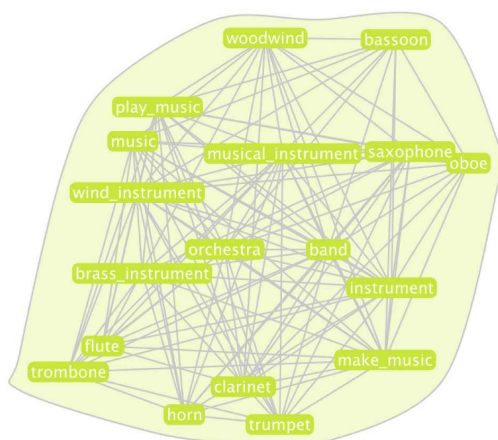 woodwind
bassoon
play_music
music
musical_instrument
saxophone
oboe
wind_instrument
orchestra
band
brass_instrument
instrument
flute
make_music
trombone
clarinet
horn
trumpet